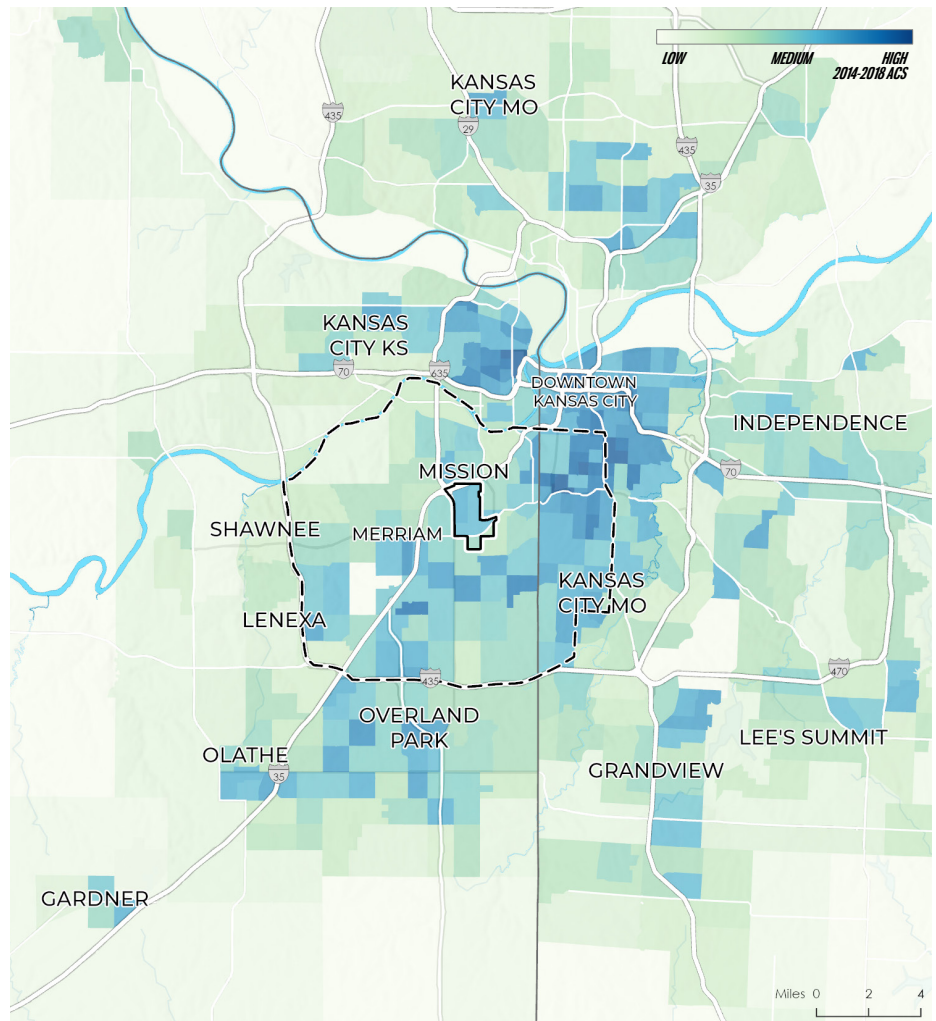 LOW
MEDIUM
HIGH
2014-2018 ACS
KANSAS
CITY MO
435
29
435
35
KANSAS
CITY KS
70
635
DOWNTOWN
KANSAS CITY
INDEPENDENCE
MISSION
70
SHAWNEE
MERRIAM
KANSAS
CITY MO
LENEXA
435
470
OVERLAND
PARK
LEE'S SUMMIT
OLATHE
35
GRANDVIEW
GARDNER
Miles 0 2 4